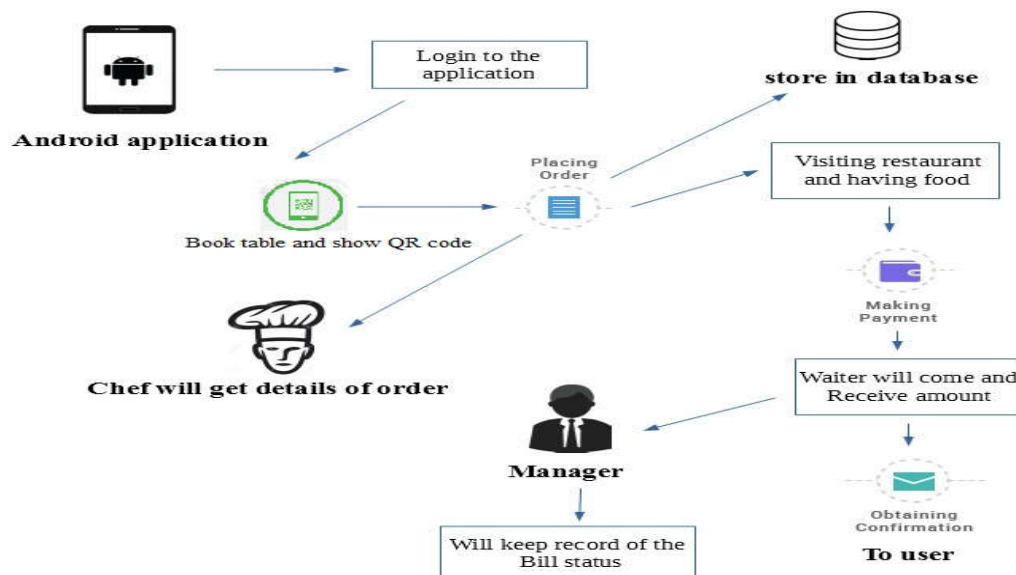 Login to the
application
Android application
store in database
Placing
Order
Visiting restaurant
and having food
Book table and show QR code
Making
Payment
Chef will get details of order
Waiter will come and
Receive amount
Manager
Obtaining
Confirmation
To user
Will keep record of the
Bill status